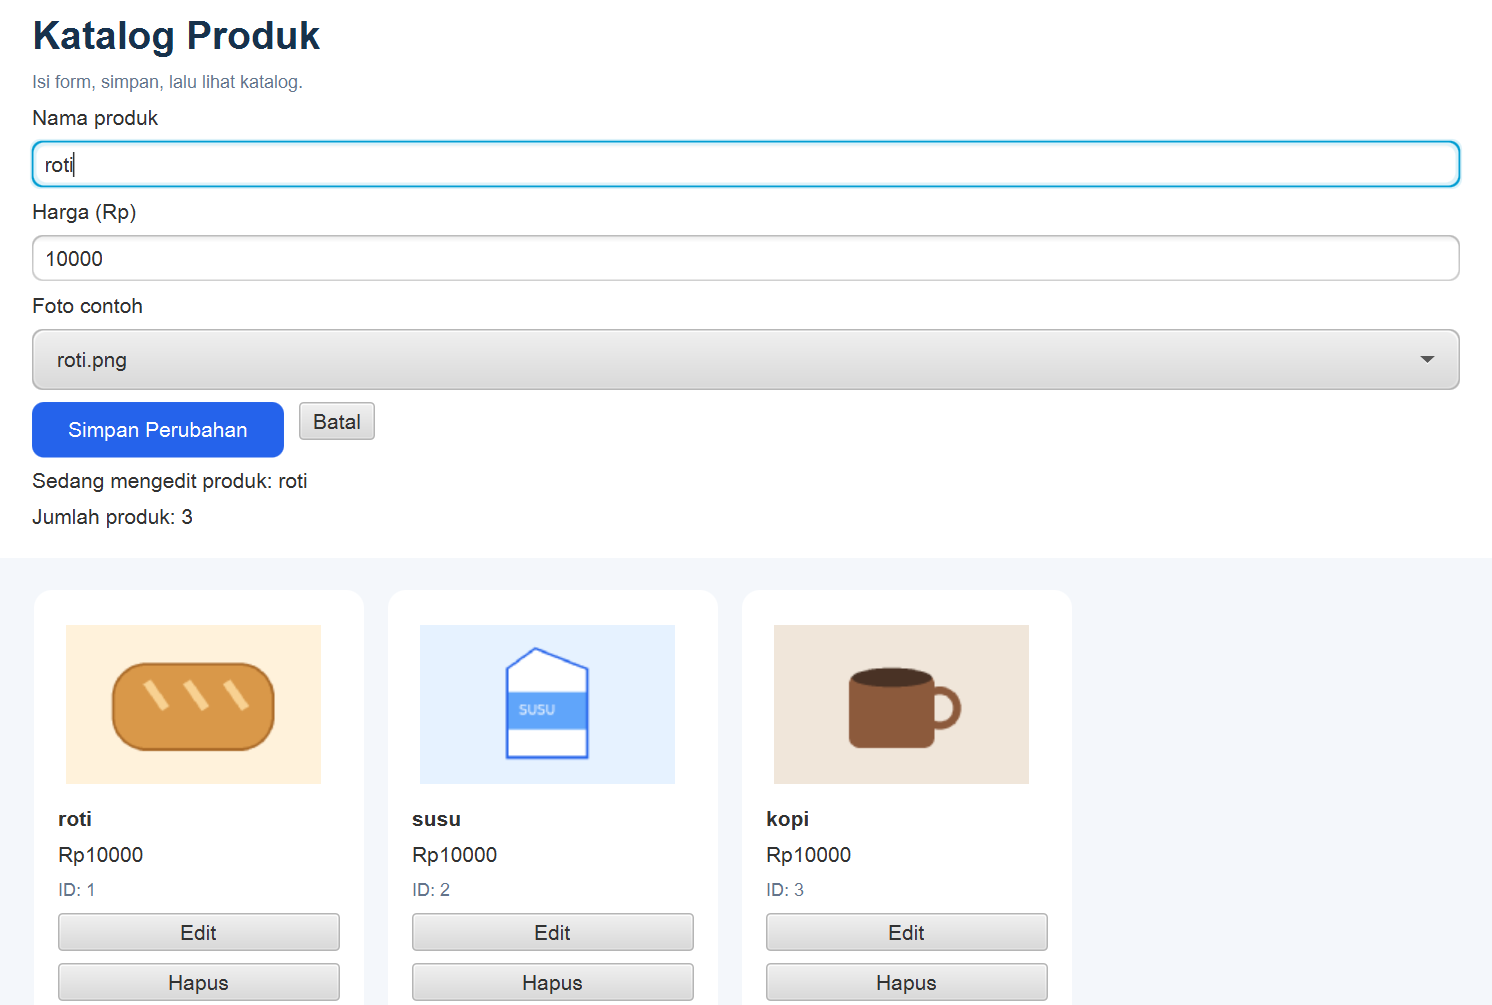 Katalog Produk
Isi form, simpan, lalu lihat katalog.
Nama produk
roti
Harga (Rp)
10000
Foto contoh
roti.png
Simpan Perubahan Batal
Sedang mengedit produk: roti
Jumlah produk: 3
SUSU
roti susu kopi
Rp10000 Rp10000 Rp10000
ID: 1 ID: 2 ID: 3
Edit Edit Edit
Hapus Hapus Hapus